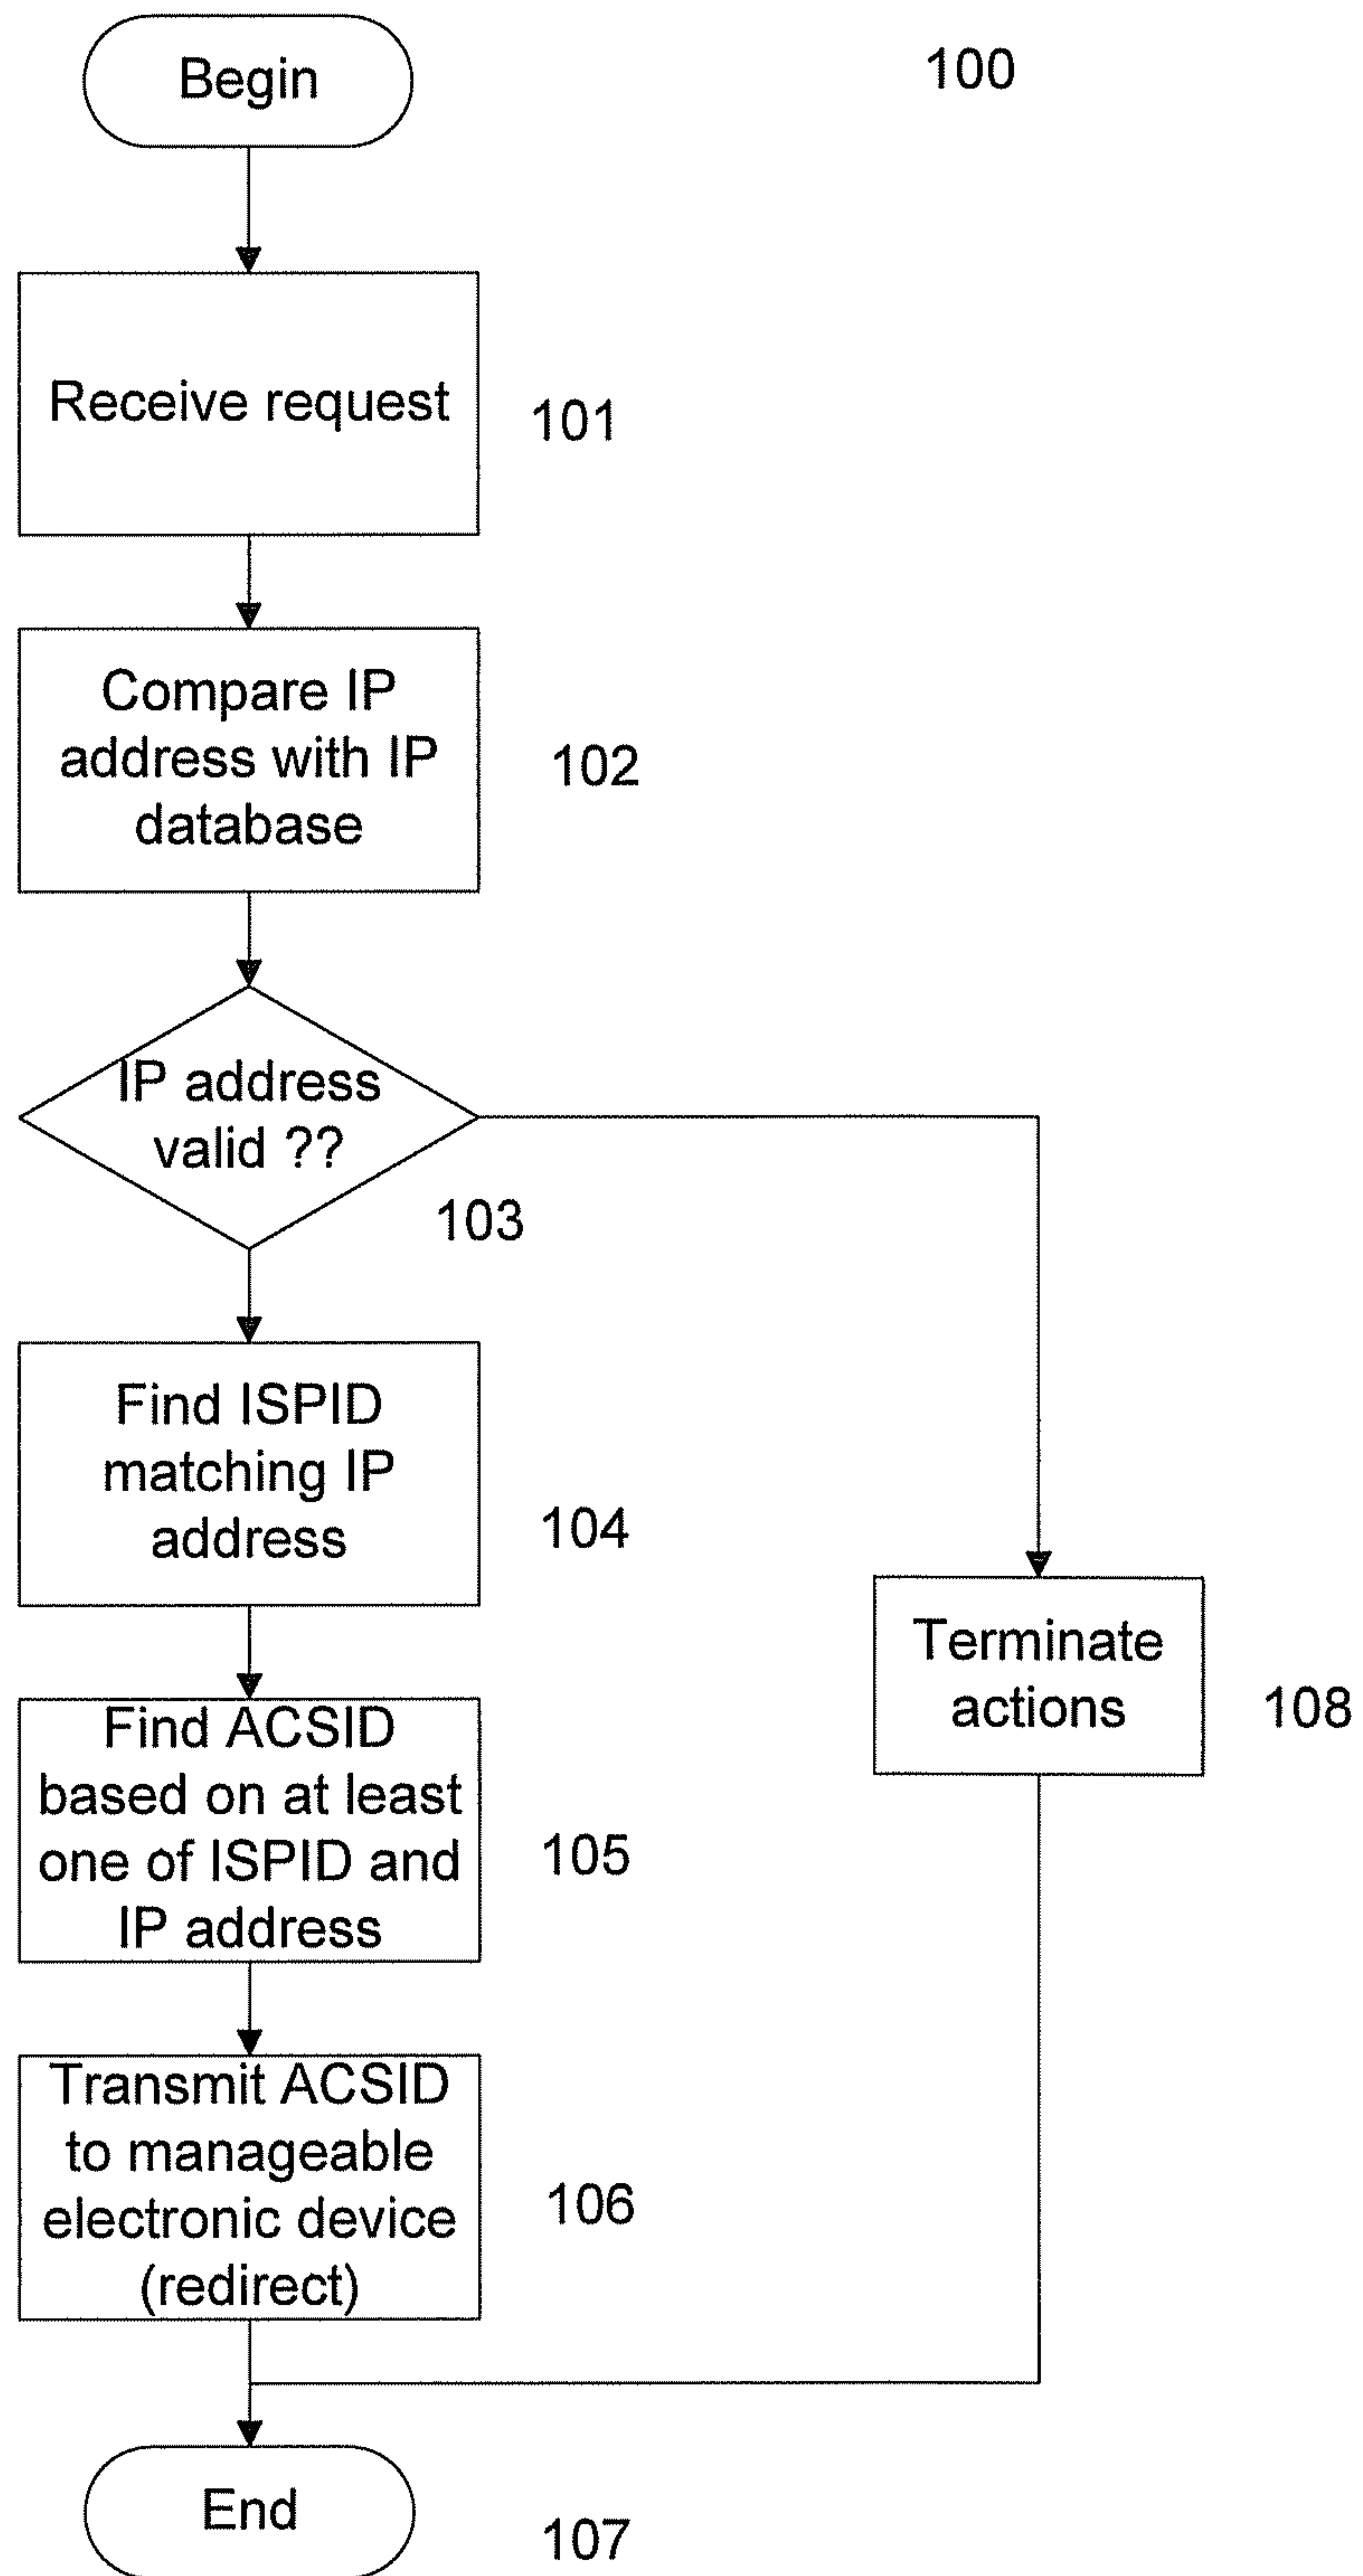 Begin
100
Receive request
101
Compare IP
address with IP
database
102
IP address
valid ??
103
Find ISPID
matching IP
address
104
Terminate
actions
108
Find ACSID
based on at least
one of ISPID and
IP address
105
Transmit ACSID
to manageable
electronic device
(redirect)
106
End
107